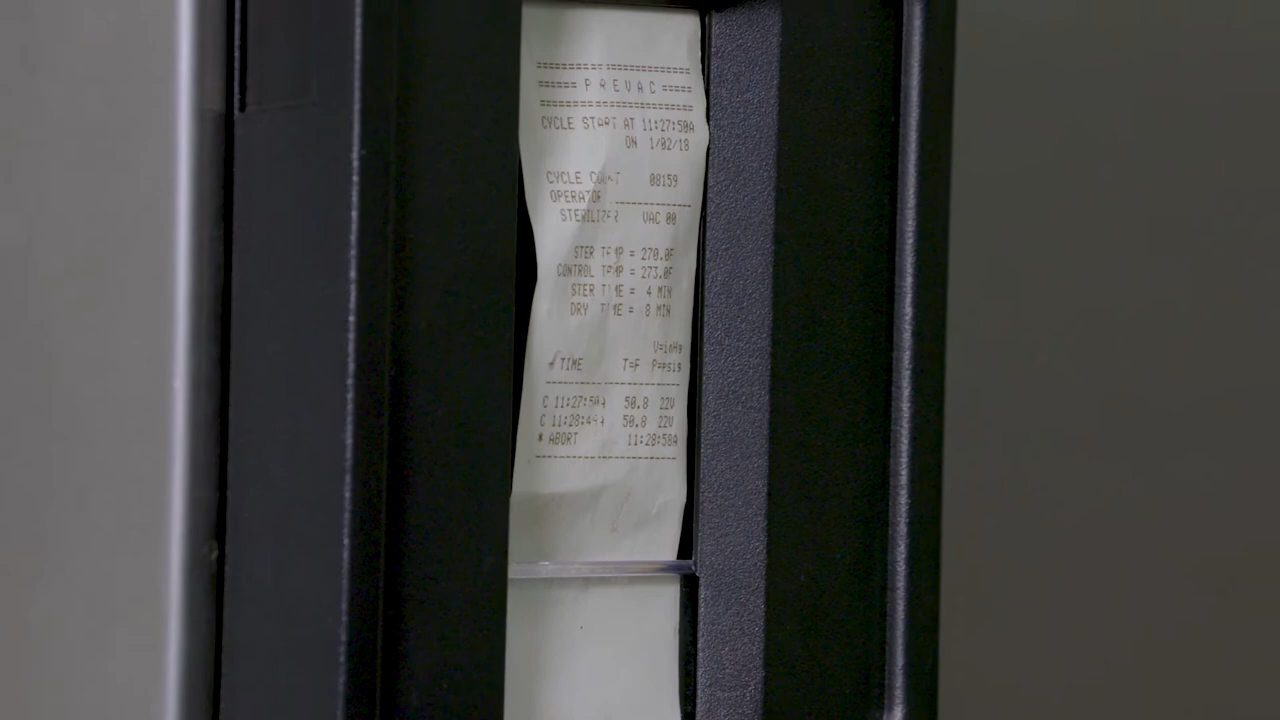 =========================
===== P R E V A C =====
=========================
CYCLE START AT 11:27:50A
ON 1/02/18
CYCLE COUNT 08159
OPERATOR
STERILIZER VAC 00
STER TEMP = 270.0F
CONTROL TEMP = 273.0F
STER TIME = 4 MIN
DRY TIME = 8 MIN
V=inHg
TIME T=F P=psig
C 11:27:50A 50.8 22V
C 11:28:49A 50.8 22V
* ABORT 11:28:58A